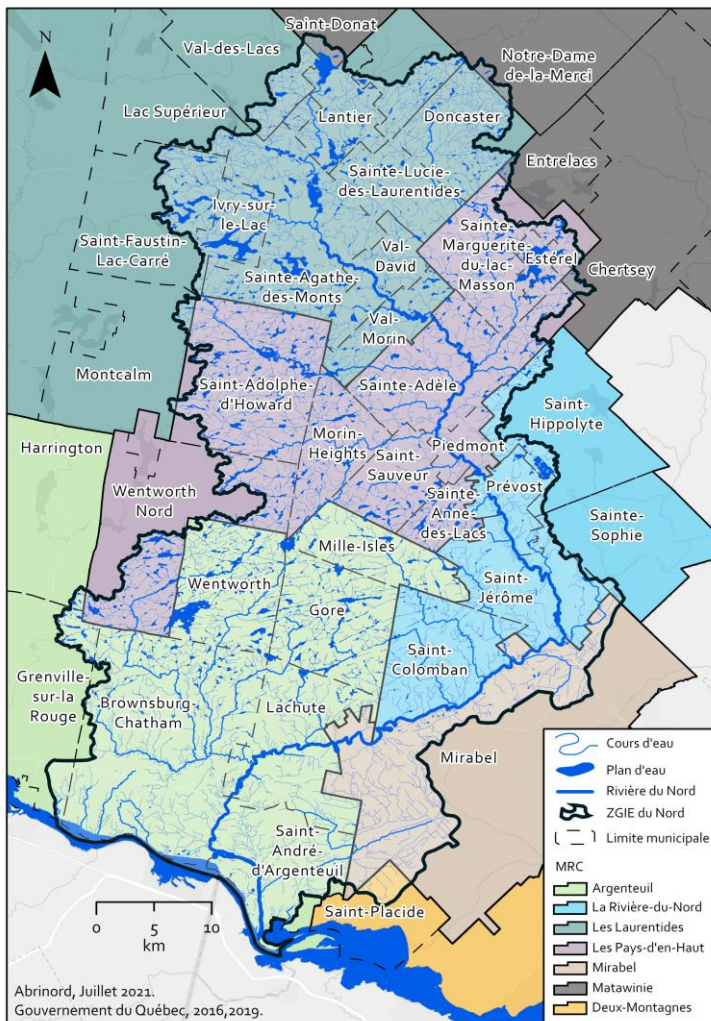 Saint-Donat
N
Val-des-Lacs
Notre-Dame
de-la-Merci
Lac Supérieur
Lantier
Doncaster
Entrelacs
Sainte-Lucie-
des-Laurentides
Ivry-sur-
le-Lac
Sainte-
Marguerite-
du-lac-
Masson
Estérel
Saint-Faustin-
Lac-Carré
Val-
David
Chertsey
Sainte-Agathe-
des-Monts
Val-
Morin
Montcalm
Saint-Adolphe-
d'Howard
Sainte-Adèle
Saint-
Hippolyte
Harrington
Morin-
Heights
Saint-
Sauveur
Piedmont
Prévost
Wentworth
Nord
Sainte-
Anne-
des-Lacs
Sainte-
Sophie
Mille-Isles
Wentworth
Gore
Saint-
Jérôme
Saint-
Colomban
Grenville-
sur-la
Rouge
Brownsburg-
Chatham
Lachute
Mirabel
Saint-
André-
d'Argenteuil
Saint-Placide
0 5 10
km
Cours d'eau
Plan d'eau
Rivière du Nord
ZGIE du Nord
Limite municipale
MRC
Argenteuil
La Rivière-du-Nord
Les Laurentides
Les Pays-d'en-Haut
Mirabel
Matawinie
Deux-Montagnes
Abrinord, Juillet 2021.
Gouvernement du Québec, 2016,2019.